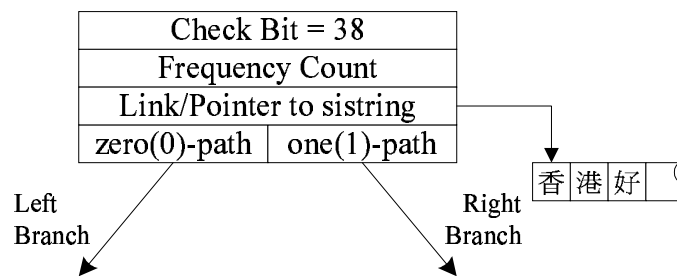 Check Bit = 38
Frequency Count
Link/Pointer to sistring
zero(0)-path one(1)-path
香 港 好
Left
Branch
Right
Branch